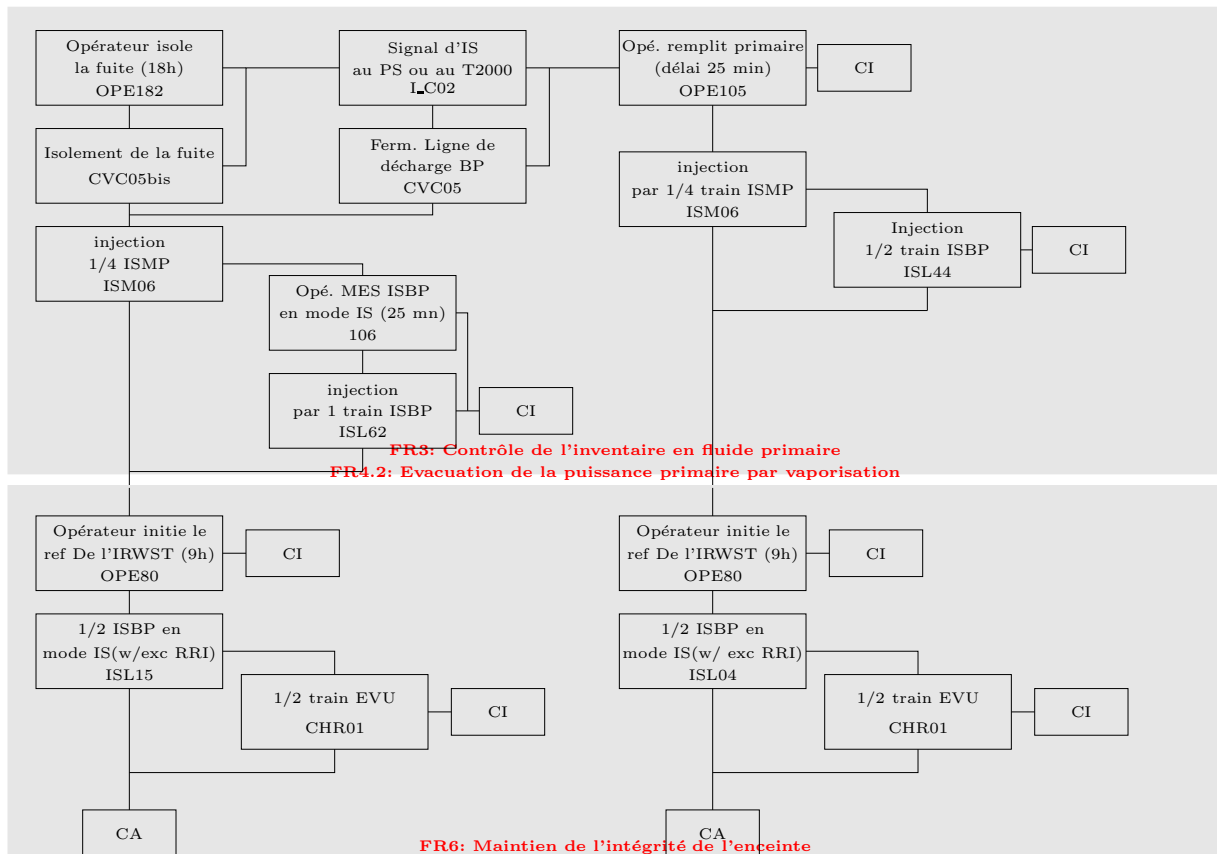 Opérateur isole
la fuite (18h)
OPE182
Signal d'IS
au PS ou au T2000
I_C02
Opé. remplit primaire
(délai 25 min)
OPE105
CI
Isolement de la fuite
CVC05bis
Ferm. Ligne de
décharge BP
CVC05
injection
par 1/4 train ISMP
ISM06
injection
1/4 ISMP
ISM06
Injection
1/2 train ISBP
ISL44
CI
Opé. MES ISBP
en mode IS (25 mn)
106
injection
par 1 train ISBP
ISL62
CI
FR3: Contrôle de l'inventaire en fluide primaire
FR4.2: Evacuation de la puissance primaire par vaporisation
Opérateur initie le
ref De l'IRWST (9h)
OPE80
CI
Opérateur initie le
ref De l'IRWST (9h)
OPE80
CI
1/2 ISBP en
mode IS(w/exc RRI)
ISL15
1/2 ISBP en
mode IS(w/ exc RRI)
ISL04
1/2 train EVU
CHR01
CI
1/2 train EVU
CHR01
CI
CA
CA
FR6: Maintien de l'intégrité de l'enceinte